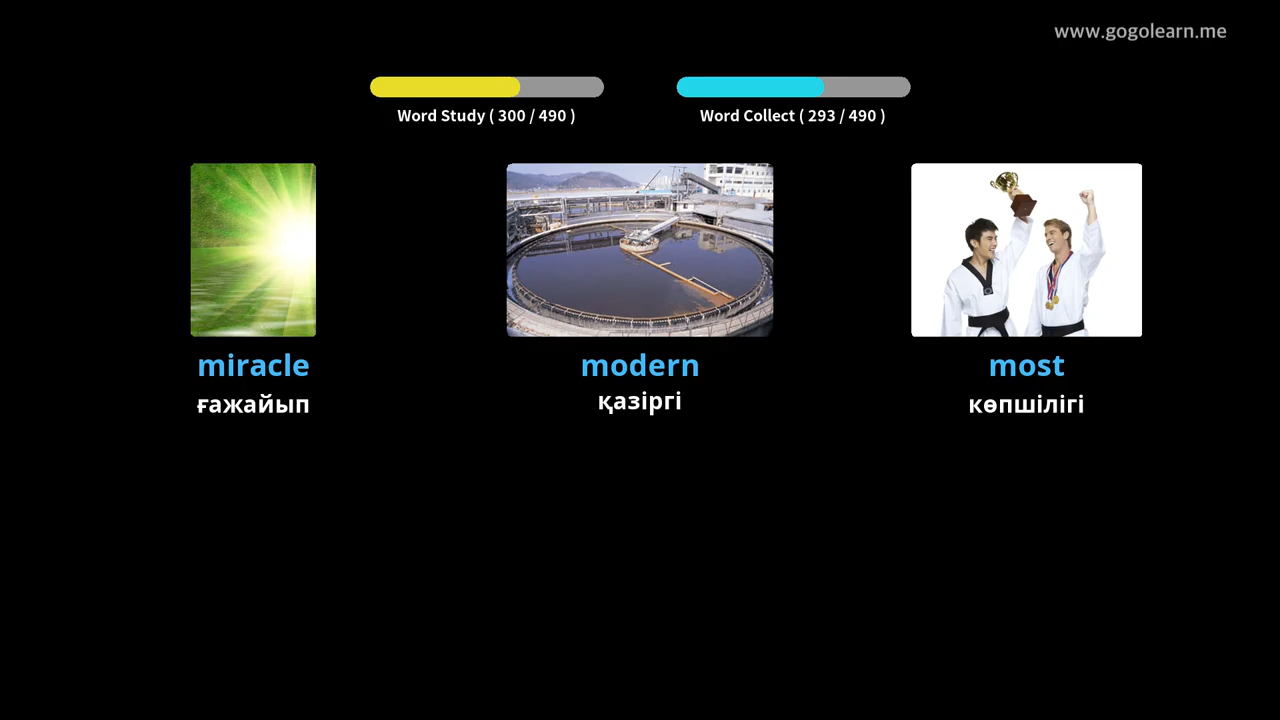 www.gogolearn.me
Word Study ( 300 / 490 )
Word Collect ( 293 / 490 )
miracle
ғажайып
modern
қазіргі
most
көпшілігі